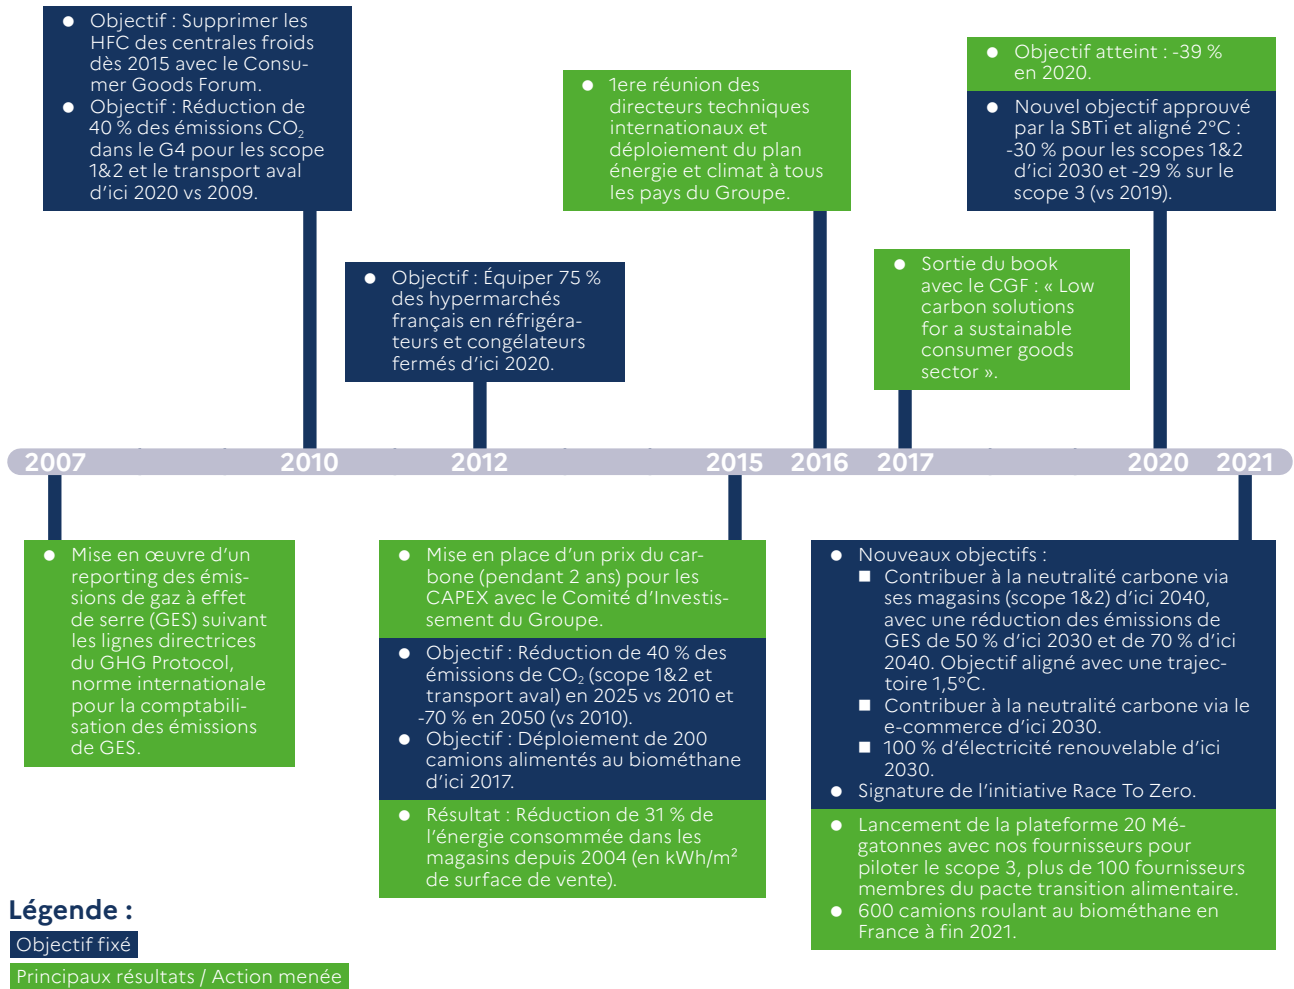 ● Objectif : Supprimer les
HFC des centrales froids
dès 2015 avec le Consu-
mer Goods Forum.
● Objectif : Réduction de
40 % des émissions CO₂
dans le G4 pour les scope
1&2 et le transport aval
d’ici 2020 vs 2009.
● Objectif : Équiper 75 %
des hypermarchés
français en réfrigéra-
teurs et congélateurs
fermés d’ici 2020.
● 1ere réunion des
directeurs techniques
internationaux et
déploiement du plan
énergie et climat à tous
les pays du Groupe.
● Sortie du book
avec le CGF : « Low
carbon solutions
for a sustainable
consumer goods
sector ».
● Objectif atteint : -39 %
en 2020.
● Nouvel objectif approuvé
par la SBTi et aligné 2°C :
-30 % pour les scopes 1&2
d’ici 2030 et -29 % sur le
scope 3 (vs 2019).
2007 2010 2012 2015 2016 2017 2020 2021
● Mise en œuvre d’un
reporting des émis-
sions de gaz à effet
de serre (GES) suivant
les lignes directrices
du GHG Protocol,
norme internationale
pour la comptabili-
sation des émissions
de GES.
● Mise en place d’un prix du car-
bone (pendant 2 ans) pour les
CAPEX avec le Comité d’Investis-
sement du Groupe.
● Objectif : Réduction de 40 % des
émissions de CO₂ (scope 1&2 et
transport aval) en 2025 vs 2010 et
-70 % en 2050 (vs 2010).
● Objectif : Déploiement de 200
camions alimentés au biométhane
d’ici 2017.
● Résultat : Réduction de 31 % de
l’énergie consommée dans les
magasins depuis 2004 (en kWh/m²
de surface de vente).
● Nouveaux objectifs :
■ Contribuer à la neutralité carbone via
ses magasins (scope 1&2) d’ici 2040,
avec une réduction des émissions de
GES de 50 % d’ici 2030 et de 70 % d’ici
2040. Objectif aligné avec une trajec-
toire 1,5°C.
■ Contribuer à la neutralité carbone via le
e-commerce d’ici 2030.
■ 100 % d’électricité renouvelable d’ici
2030.
● Signature de l’initiative Race To Zero.
● Lancement de la plateforme 20 Mé-
gatonnes avec nos fournisseurs pour
piloter le scope 3, plus de 100 fournisseurs
membres du pacte transition alimentaire.
● 600 camions roulant au biométhane en
France à fin 2021.
Légende :
Objectif fixé
Principaux résultats / Action menée